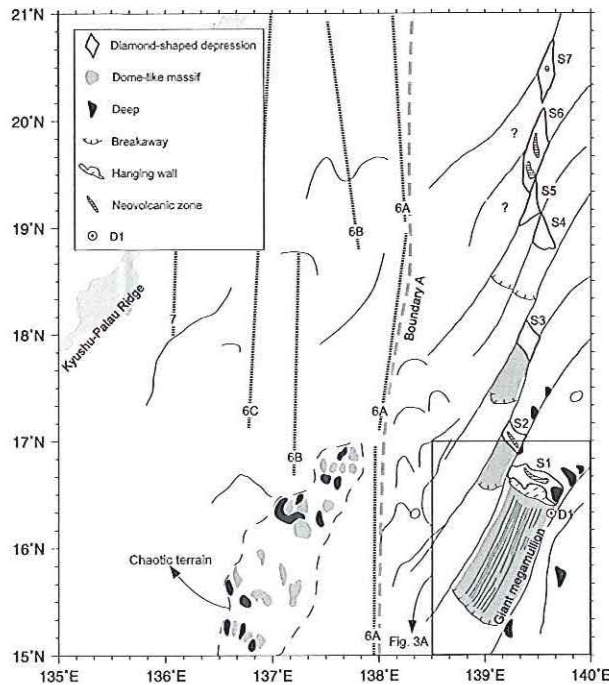 21°N
20°N
19°N
18°N
17°N
16°N
15°N
135°E
136°E
137°E
138°E
139°E
140°E
Diamond-shaped depression
Dome-like massif
Deep
Breakaway
Hanging wall
Neovolcanic zone
D1
S7
S6
?
S5
?
S4
S3
S2
S1
D1
6A
6B
Boundary A
Kyushu-Palau Ridge
7
6C
6A
6B
Chaotic terrain
Giant megamullion
6A
Fig. 3A